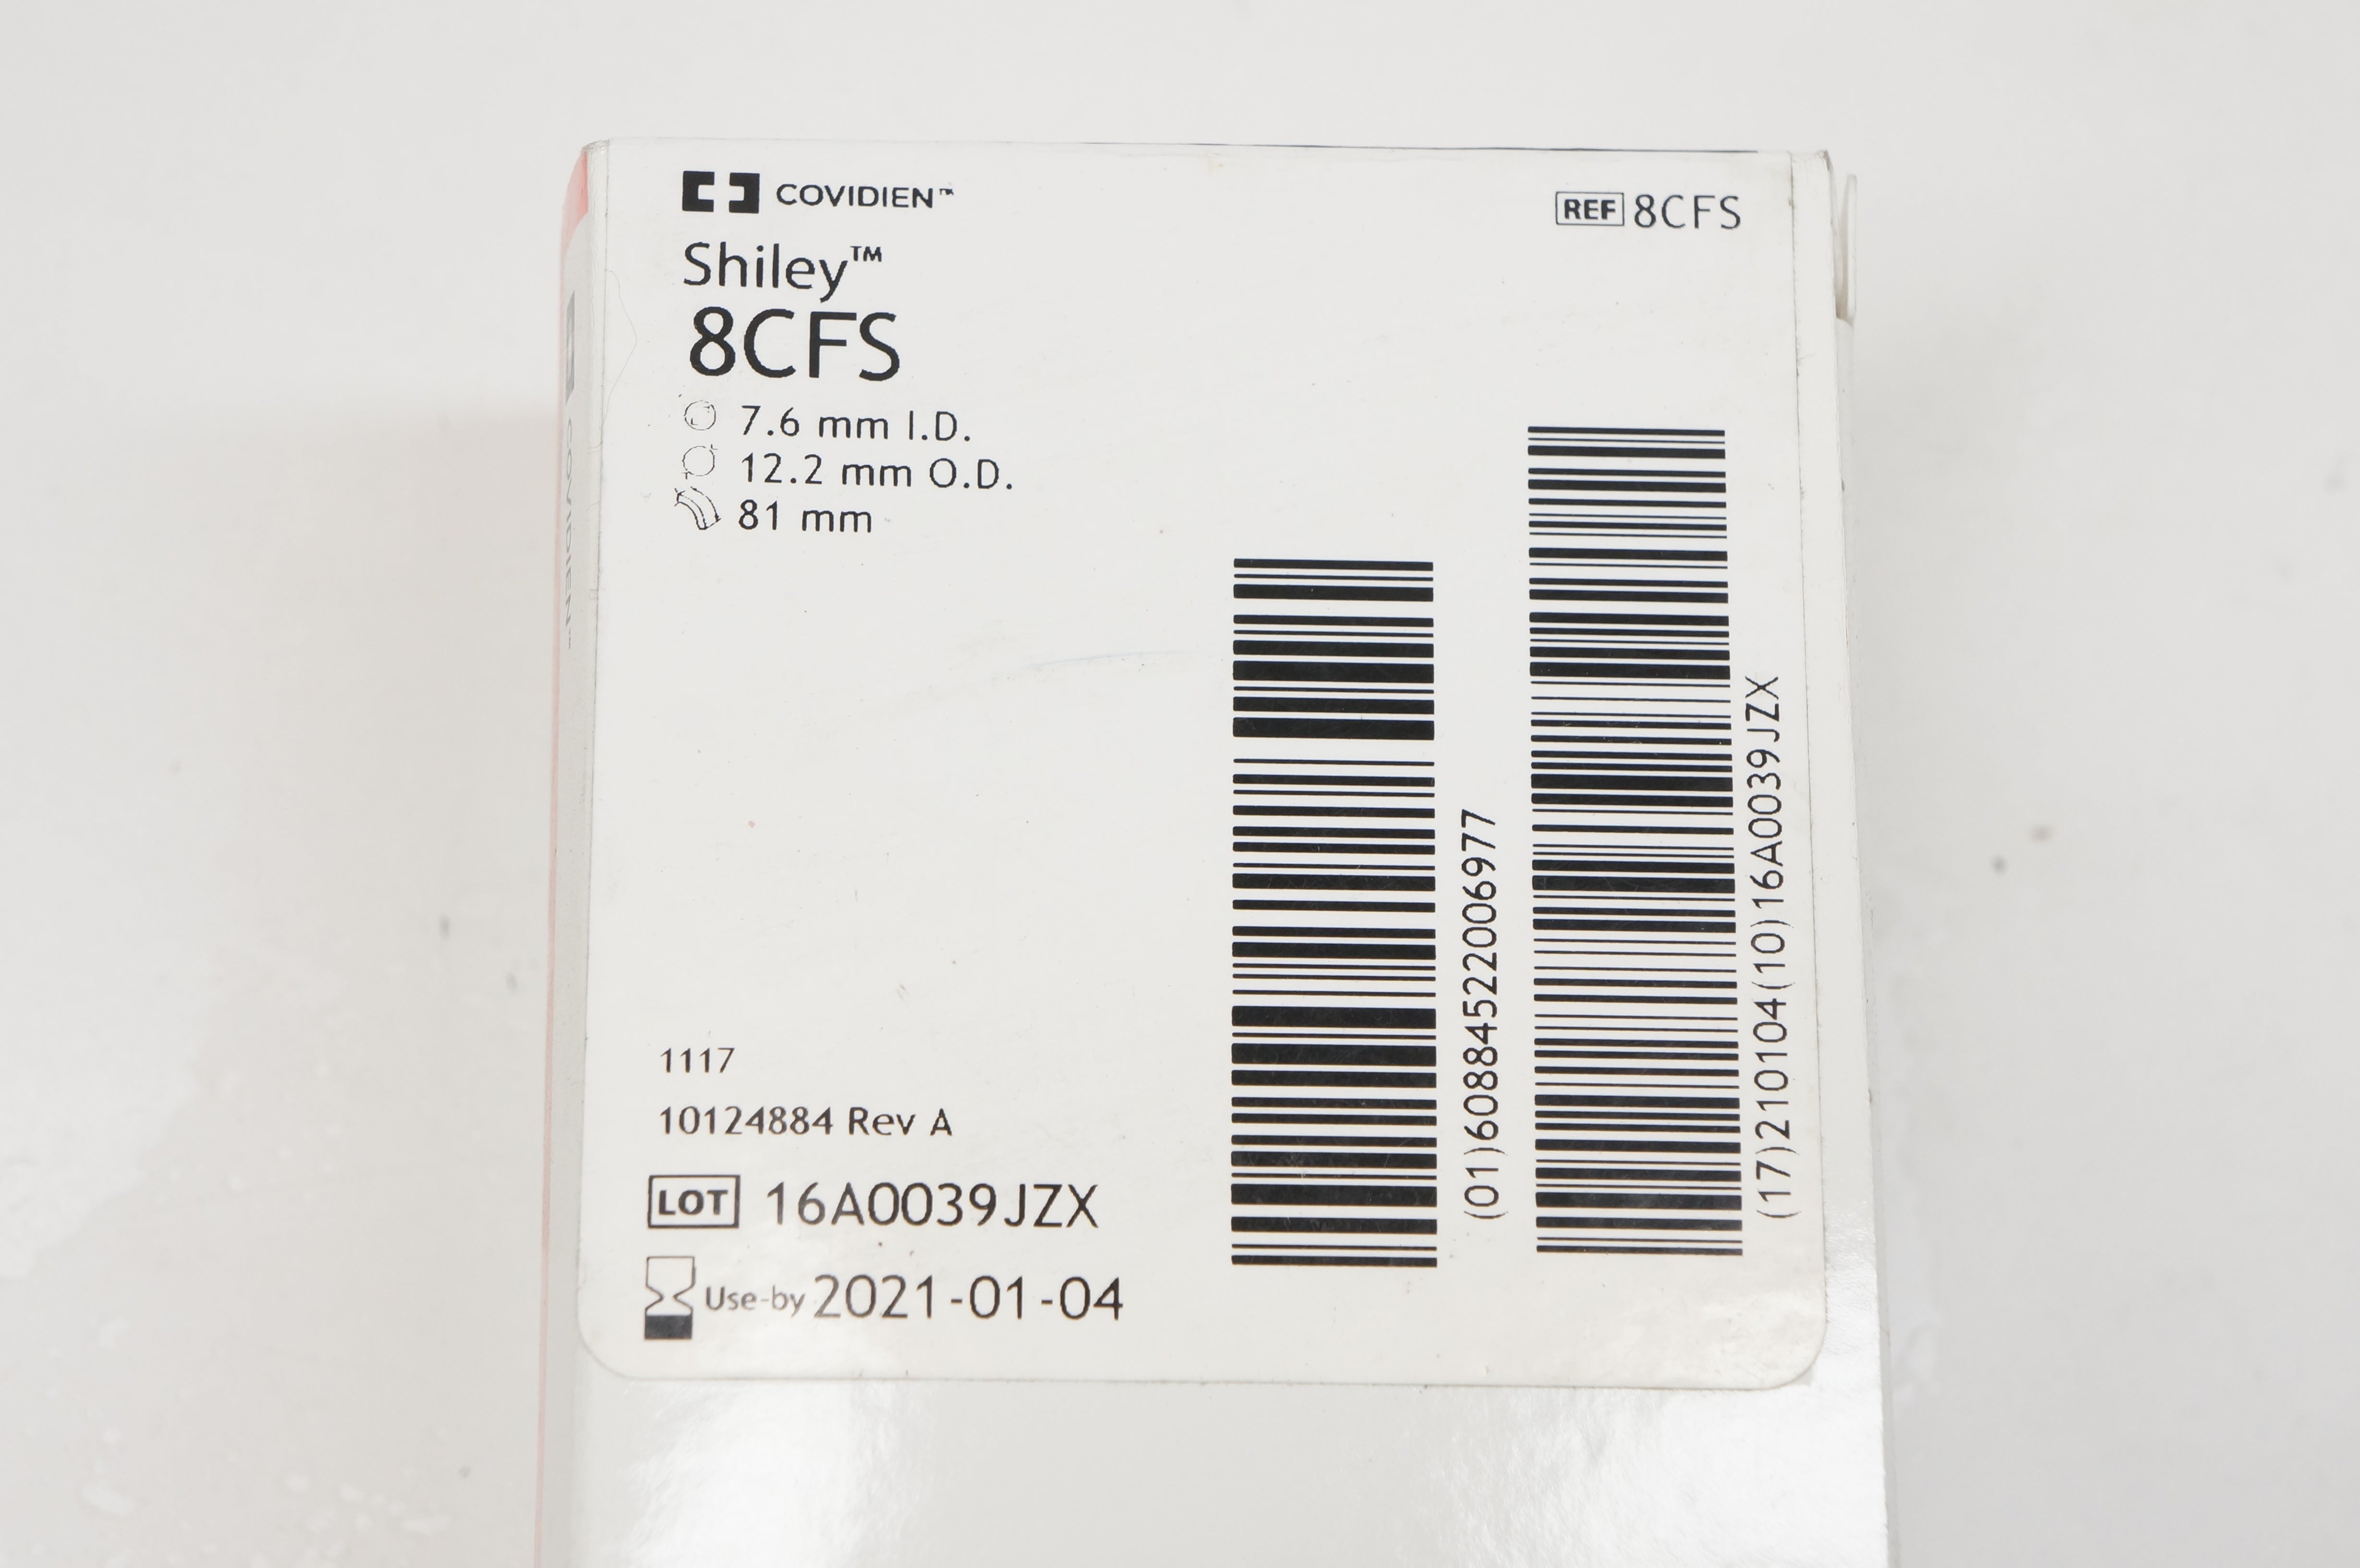 COVIDIEN™
REF 8CFS
Shiley™
8CFS
7.6 mm I.D.
12.2 mm O.D.
81 mm
1117
10124884 Rev A
LOT 16A0039JZX
Use-by 2021-01-04
(01)60884522006977
(17)210104(10)16A0039JZX
COVIDIEN™